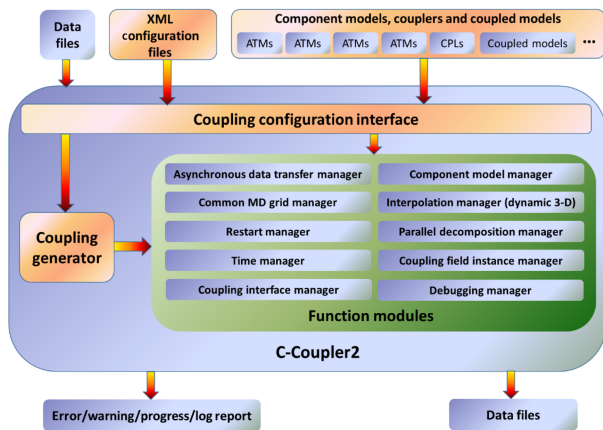 Data
files
XML
configuration
files
Component models, couplers and coupled models
ATMs ATMs ATMs ATMs CPLs Coupled models ...
Coupling configuration interface
Coupling
generator
Asynchronous data transfer manager
Component model manager
Common MD grid manager
Interpolation manager (dynamic 3-D)
Restart manager
Parallel decomposition manager
Time manager
Coupling field instance manager
Coupling interface manager
Debugging manager
Function modules
C-Coupler2
Error/warning/progress/log report
Data files